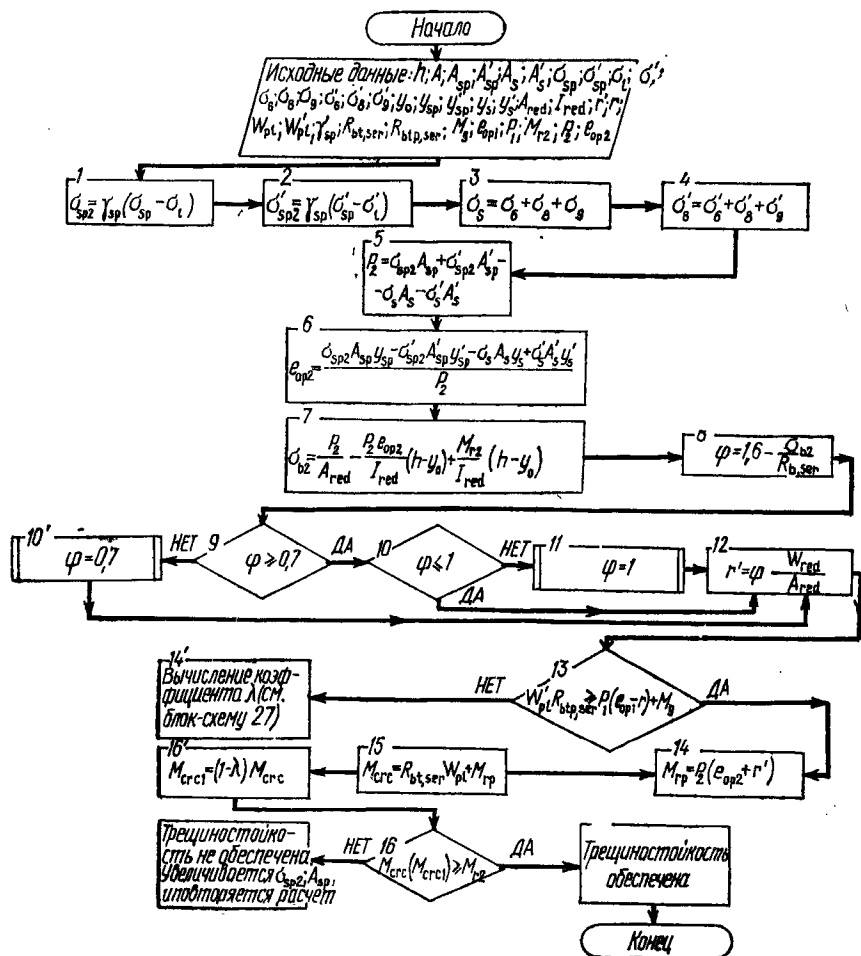 Начало
Исходные данные: h; A; A_sp; A'_sp; A_s; A'_s; σ_sp; σ'_sp; σ_l; σ'_l;
σ_6; σ_8; σ_9; σ'_6; σ'_8; σ'_9; y_0; y_sp; y'_sp; y_s; y'_s; A_red; I_red; r'; r;
W_pl; W'_pl; γ_sp; R_bt,ser; R_btp,ser; M_g; e_op1; P_1; M_r2; P_2; e_op2
1
σ_sp2 = γ_sp(σ_sp − σ_l)
2
σ'_sp2 = γ_sp(σ'_sp − σ'_l)
3
σ_s = σ_6 + σ_8 + σ_9
4
σ'_s = σ'_6 + σ'_8 + σ'_9
5
P_2 = σ_sp2 A_sp + σ'_sp2 A'_sp −
− σ_s A_s − σ'_s A'_s
6
e_op2 = (σ_sp2 A_sp y_sp − σ'_sp2 A'_sp y'_sp − σ_s A_s y_s + σ'_s A'_s y'_s) / P_2
7
σ_b2 = P_2/A_red − P_2 e_op2/I_red (h − y_0) + M_r2/I_red (h − y_0)
φ = 1,6 − σ_b2/R_b,ser
10'
φ = 0,7
НЕТ
9
φ ≥ 0,7
ДА
10
φ ≤ 1
НЕТ
ДА
11
φ = 1
12
r' = φ W_red/A_red
13
W'_pl R_btp,ser ≥ P_1(e_op1 − r) + M_g
НЕТ
ДА
14'
Вычисление коэф-
фициента λ (см.
блок-схему 27)
14
M_rp = P_2(e_op2 + r')
15
M_crc = R_bt,ser W_pl + M_rp
16'
M_crc1 = (1−λ) M_crc
16
M_crc(M_crc1) ≥ M_r2
НЕТ
ДА
Трещиностойко-
сть не обеспечена
Увеличивается σ_sp2; A_sp,
и повторяется расчет
Трещиностойкость
обеспечена
Конец